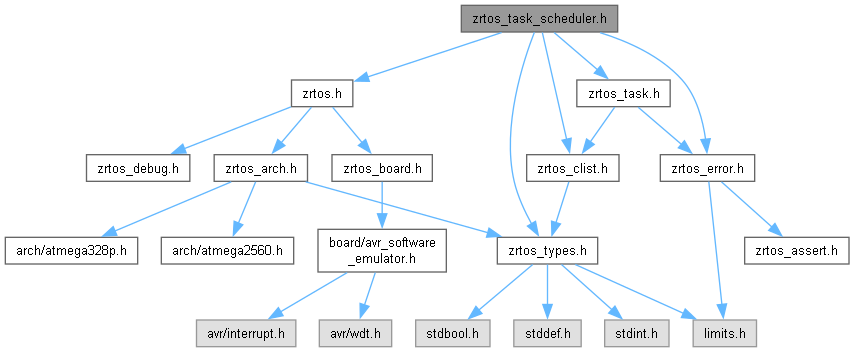 zrtos_task_scheduler.h
zrtos.h
zrtos_task.h
zrtos_debug.h
zrtos_arch.h
zrtos_board.h
zrtos_clist.h
zrtos_error.h
arch/atmega328p.h
arch/atmega2560.h
board/avr_software
_emulator.h
zrtos_types.h
zrtos_assert.h
avr/interrupt.h
avr/wdt.h
stdbool.h
stddef.h
stdint.h
limits.h